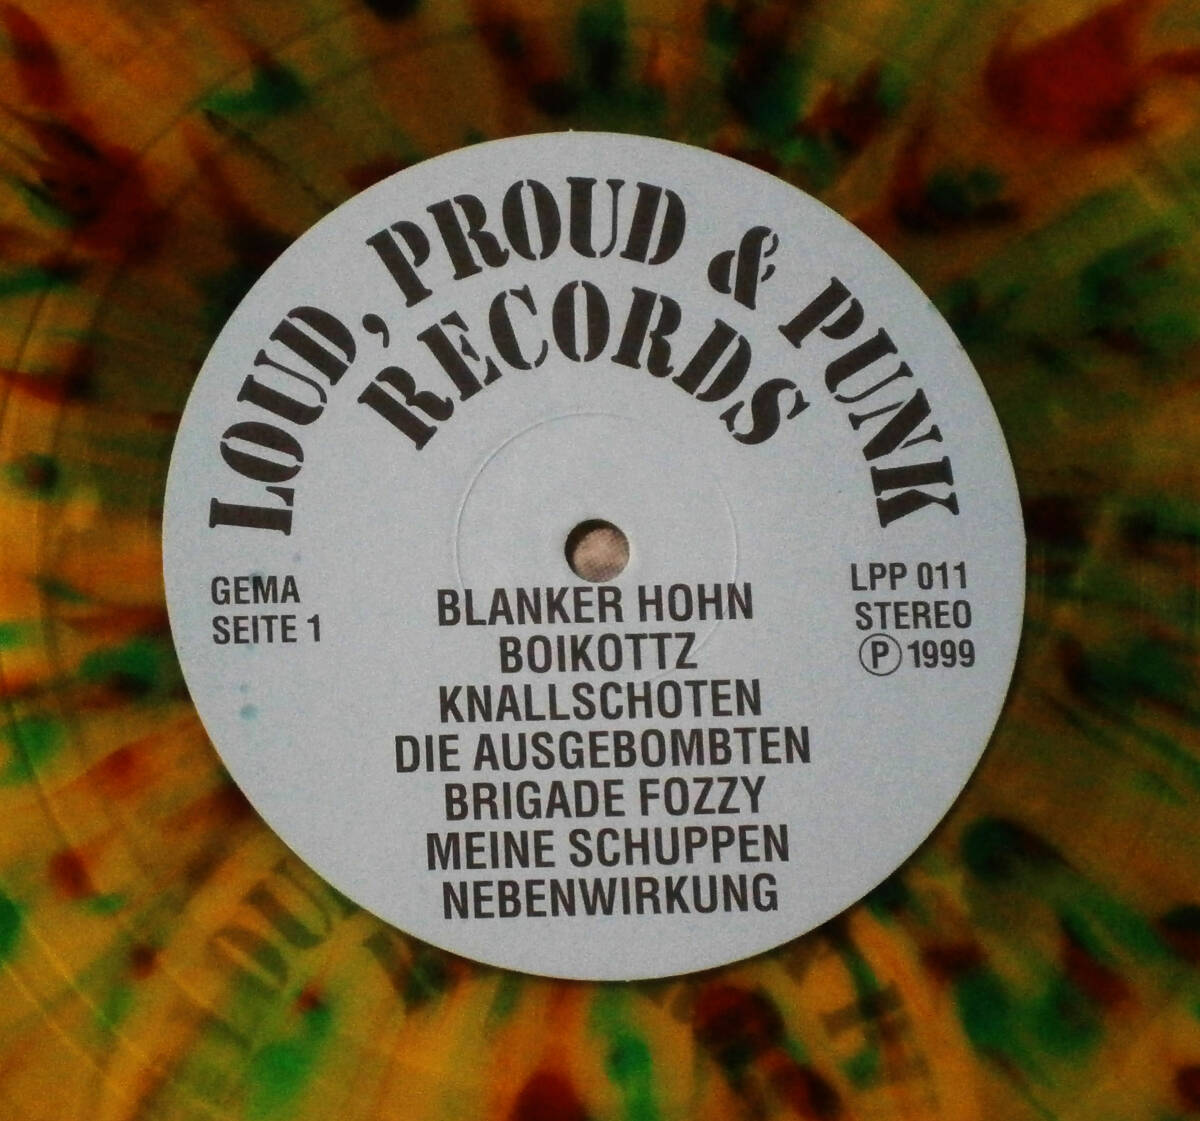 LOUD, PROUD & PUNK
RECORDS
GEMA
SEITE 1
LPP 011
STEREO
Ⓟ 1999
BLANKER HOHN
BOIKOTTZ
KNALLSCHOTEN
DIE AUSGEBOMBTEN
BRIGADE FOZZY
MEINE SCHUPPEN
NEBENWIRKUNG